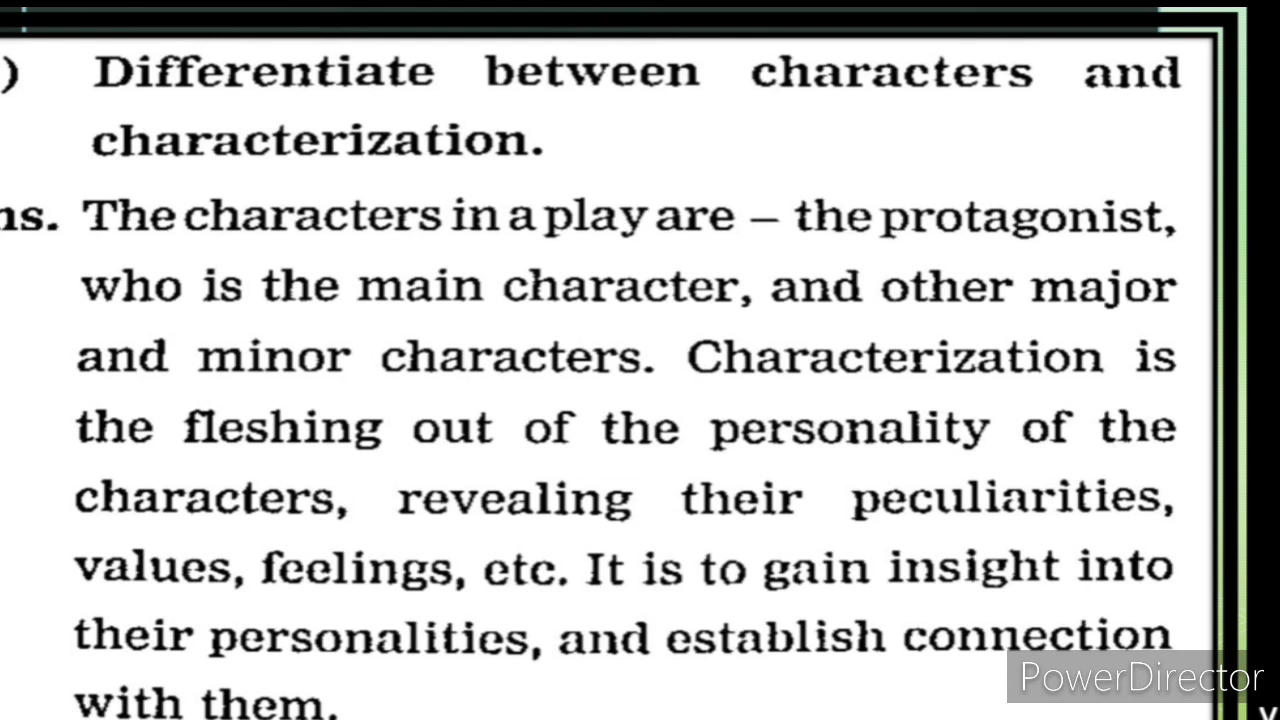 ) Differentiate between characters and
characterization.
ns. The characters in a play are – the protagonist,
who is the main character, and other major
and minor characters. Characterization is
the fleshing out of the personality of the
characters, revealing their peculiarities,
values, feelings, etc. It is to gain insight into
their personalities, and establish connection
with them.
PowerDirector